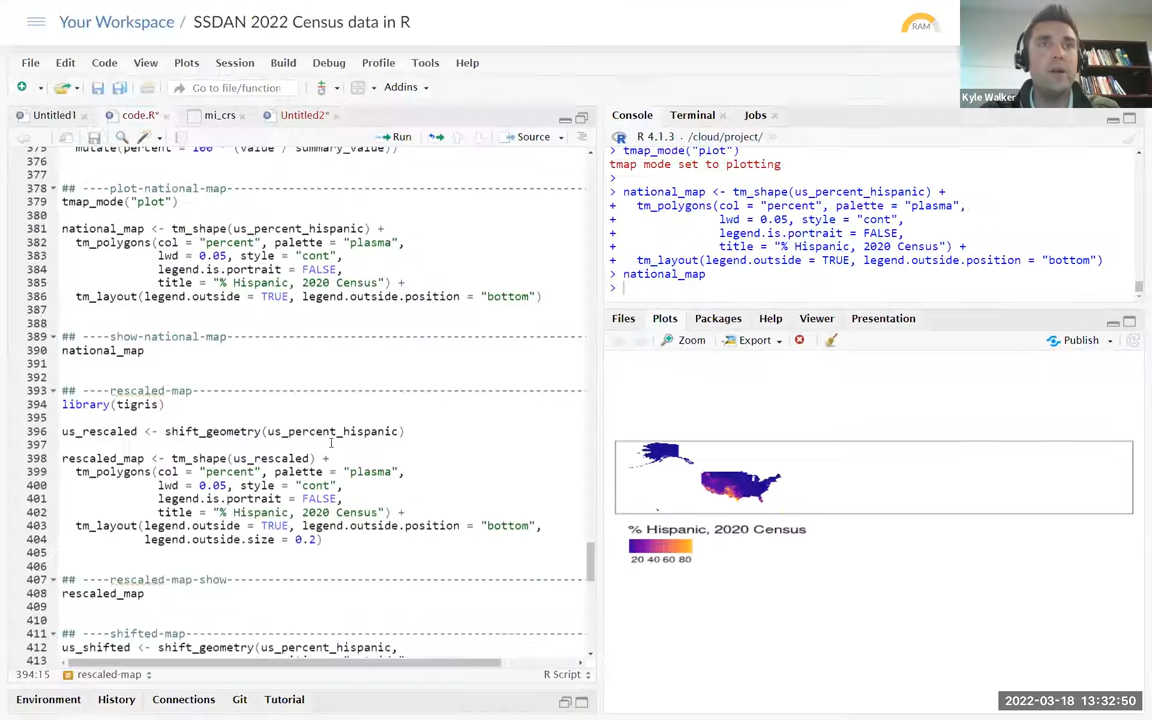 Your Workspace / SSDAN 2022 Census data in R
RAM
Kyle Walker
File Edit Code View Plots Session Build Debug Profile Tools Help
Go to file/function
Addins
Untitled1
code.R*
mi_crs
Untitled2*
Run
Source
375 mutate(percent = 100 * (value / summary_value))
376
377
378 ## ----plot-national-map------------------------------------------------
379 tmap_mode("plot")
380
381 national_map <- tm_shape(us_percent_hispanic) +
382 tm_polygons(col = "percent", palette = "plasma",
383 lwd = 0.05, style = "cont",
384 legend.is.portrait = FALSE,
385 title = "% Hispanic, 2020 Census") +
386 tm_layout(legend.outside = TRUE, legend.outside.position = "bottom")
387
388
389 ## ----show-national-map------------------------------------------------
390 national_map
391
392
393 ## ----rescaled-map-----------------------------------------------------
394 library(tigris)
395
396 us_rescaled <- shift_geometry(us_percent_hispanic)
397
398 rescaled_map <- tm_shape(us_rescaled) +
399 tm_polygons(col = "percent", palette = "plasma",
400 lwd = 0.05, style = "cont",
401 legend.is.portrait = FALSE,
402 title = "% Hispanic, 2020 Census") +
403 tm_layout(legend.outside = TRUE, legend.outside.position = "bottom",
404 legend.outside.size = 0.2)
405
406
407 ## ----rescaled-map-show------------------------------------------------
408 rescaled_map
409
410
411 ## ----shifted-map------------------------------------------------------
412 us_shifted <- shift_geometry(us_percent_hispanic,
413
394:15 rescaled-map R Script
Environment History Connections Git Tutorial
Console Terminal Jobs
R 4.1.3 · /cloud/project/
> tmap_mode("plot")
tmap mode set to plotting
>
> national_map <- tm_shape(us_percent_hispanic) +
+ tm_polygons(col = "percent", palette = "plasma",
+ lwd = 0.05, style = "cont",
+ legend.is.portrait = FALSE,
+ title = "% Hispanic, 2020 Census") +
+ tm_layout(legend.outside = TRUE, legend.outside.position = "bottom")
> national_map
>
Files Plots Packages Help Viewer Presentation
Zoom Export Publish
% Hispanic, 2020 Census
20 40 60 80
2022-03-18 13:32:50